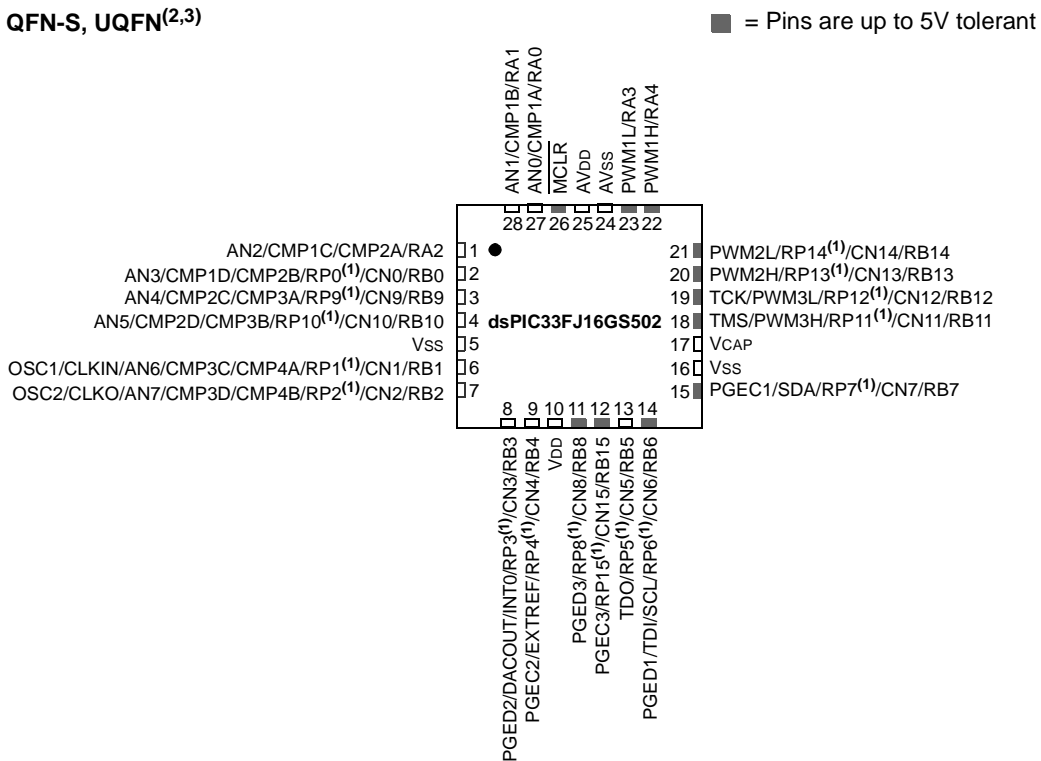 QFN-S, UQFN(2,3)
= Pins are up to 5V tolerant
AN1/CMP1B/RA1
AN0/CMP1A/RA0
MCLR
AVDD
AVSS
PWM1L/RA3
PWM1H/RA4
28 27 26 25 24 23 22
AN2/CMP1C/CMP2A/RA2 1
AN3/CMP1D/CMP2B/RP0(1)/CN0/RB0 2
AN4/CMP2C/CMP3A/RP9(1)/CN9/RB9 3
AN5/CMP2D/CMP3B/RP10(1)/CN10/RB10 4
VSS 5
OSC1/CLKIN/AN6/CMP3C/CMP4A/RP1(1)/CN1/RB1 6
OSC2/CLKO/AN7/CMP3D/CMP4B/RP2(1)/CN2/RB2 7
dsPIC33FJ16GS502
21 PWM2L/RP14(1)/CN14/RB14
20 PWM2H/RP13(1)/CN13/RB13
19 TCK/PWM3L/RP12(1)/CN12/RB12
18 TMS/PWM3H/RP11(1)/CN11/RB11
17 VCAP
16 VSS
15 PGEC1/SDA/RP7(1)/CN7/RB7
8 9 10 11 12 13 14
PGED2/DACOUT/INT0/RP3(1)/CN3/RB3
PGEC2/EXTREF/RP4(1)/CN4/RB4
VDD
PGED3/RP8(1)/CN8/RB8
PGEC3/RP15(1)/CN15/RB15
TDO/RP5(1)/CN5/RB5
PGED1/TDI/SCL/RP6(1)/CN6/RB6